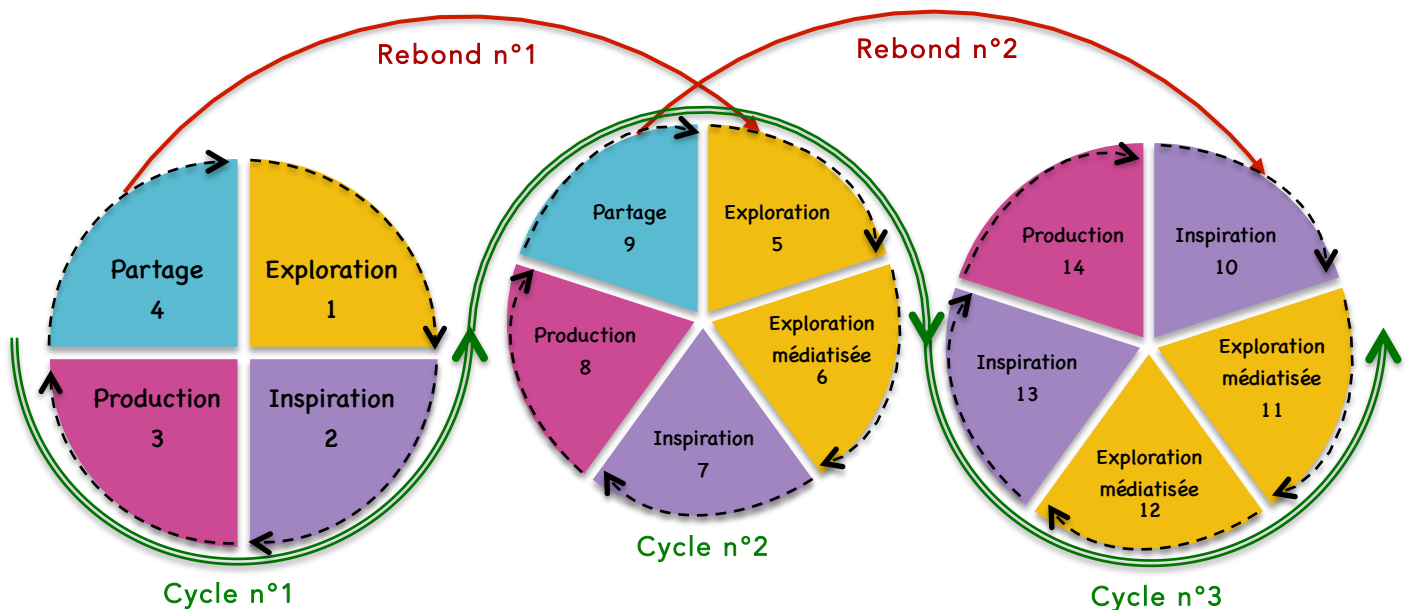 Rebond n°1
Rebond n°2
Partage
4
Exploration
1
Production
3
Inspiration
2
Cycle n°1
Partage
9
Exploration
5
Exploration
médiatisée
6
Inspiration
7
Production
8
Cycle n°2
Production
14
Inspiration
10
Exploration
médiatisée
11
Exploration
médiatisée
12
Inspiration
13
Cycle n°3